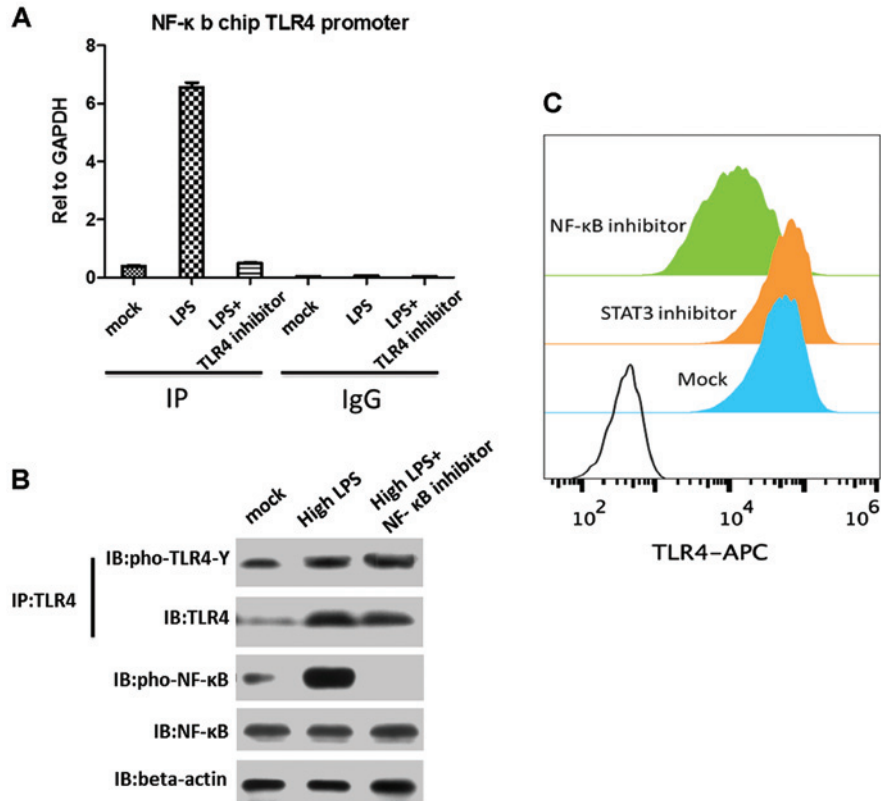 A
NF-κ b chip TLR4 promoter
Rel to GAPDH
8
6
4
2
0
mock
LPS
LPS+
TLR4 inhibitor
mock
LPS
LPS+
TLR4 inhibitor
IP
IgG
B
mock
High LPS
High LPS+
NF- κB inhibitor
IP:TLR4
IB:pho-TLR4-Y
IB:TLR4
IB:pho-NF-κB
IB:NF-κB
IB:beta-actin
C
NF-κB inhibitor
STAT3 inhibitor
Mock
10² 10⁴ 10⁶
TLR4-APC